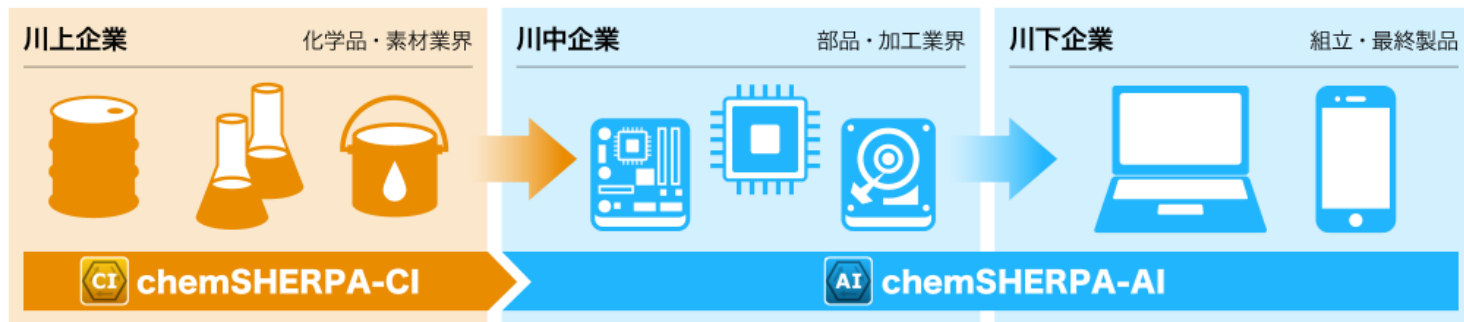 川上企業 化学品・素材業界
川中企業 部品・加工業界
川下企業 組立・最終製品
CI chemSHERPA-CI
AI chemSHERPA-AI